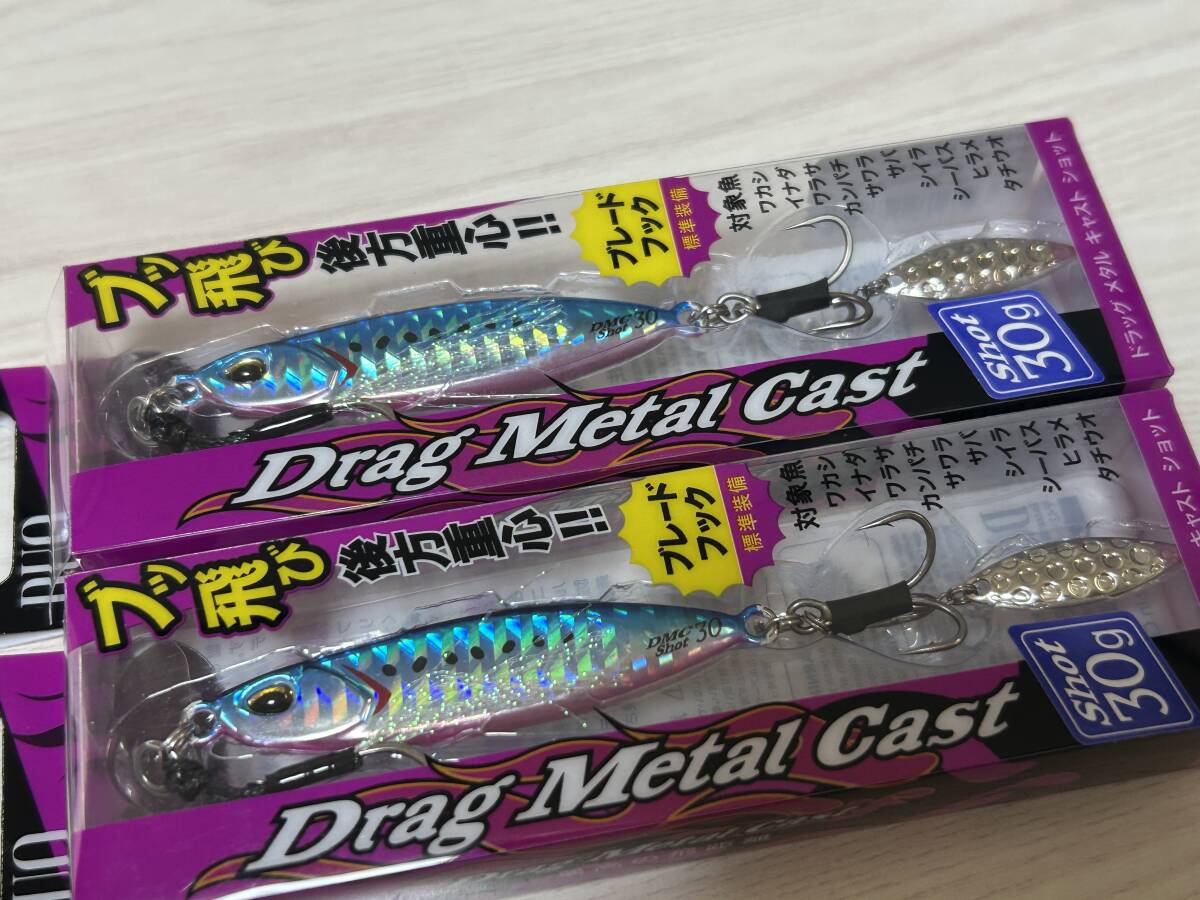 ブッ飛び
後方重心!!
ブレード
フック
標準装備
対象魚
ワカシ
イナダ
ワラサ
カンパチ
サワラ
サバ
シイラ
シーバス
ヒラメ
タチウオ
ドラッグ メタル キャスト ショット
DMC
Shot 30
Drag Metal Cast
Shot
30g
ブッ飛び
後方重心!!
ブレード
フック
標準装備
対象魚
ワカシ
イナダ
ワラサ
カンパチ
サワラ
サバ
シイラ
シーバス
ヒラメ
タチウオ
キャスト ショット
DMC
Shot 30
Drag Metal Cast
Shot
30g
DUO
DUO